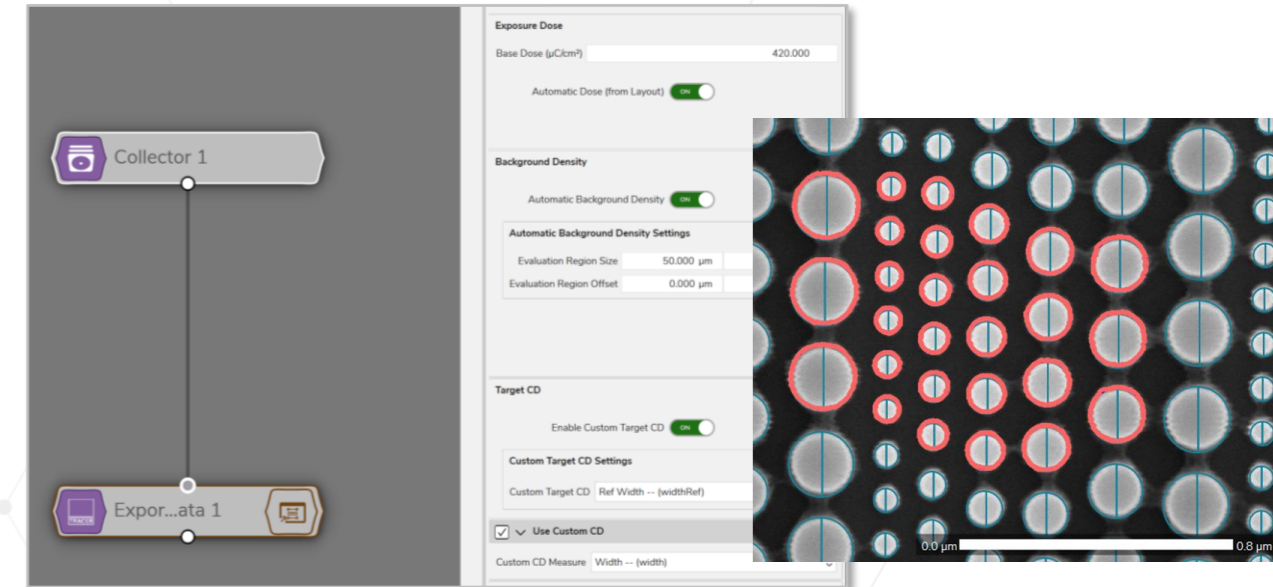 Collector 1
Expor...ata 1
TRACER
Exposure Dose
Base Dose (µC/cm²) 420.000
Automatic Dose (from Layout) ON
Background Density
Automatic Background Density ON
Automatic Background Density Settings
Evaluation Region Size 50.000 µm
Evaluation Region Offset 0.000 µm
Target CD
Enable Custom Target CD ON
Custom Target CD Settings
Custom Target CD Ref Width -- (widthRef)
Use Custom CD
Custom CD Measure Width -- (width)
0.0 µm 0.8 µm